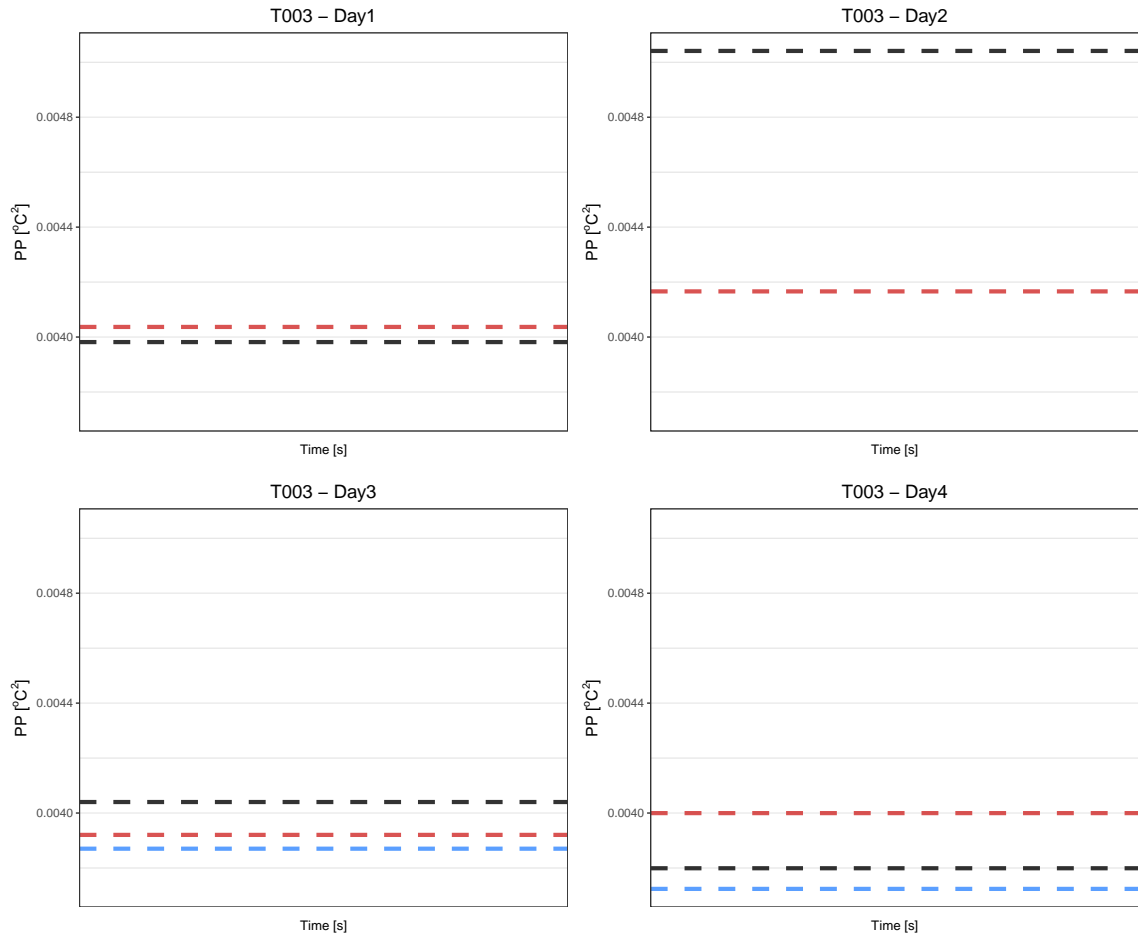 T003 – Day1
0.0048
0.0044
0.0040
PP [°C²]
Time [s]
T003 – Day2
0.0048
0.0044
0.0040
PP [°C²]
Time [s]
T003 – Day3
0.0048
0.0044
0.0040
PP [°C²]
Time [s]
T003 – Day4
0.0048
0.0044
0.0040
PP [°C²]
Time [s]